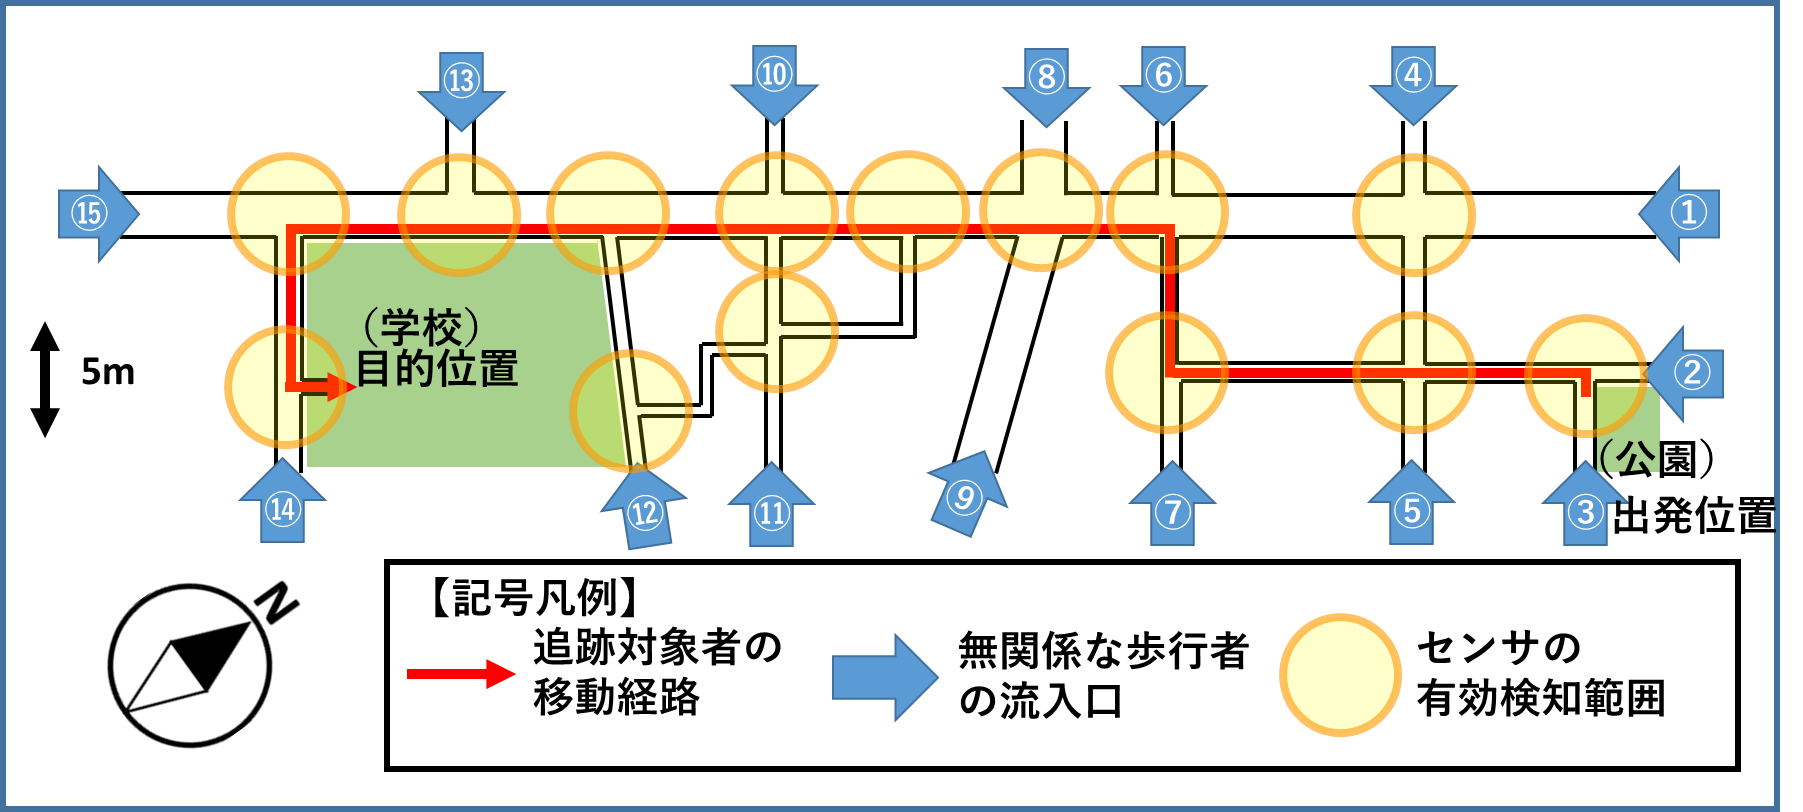 ⑬
⑩
⑧
⑥
④
⑮
①
(学校)
目的位置
5m
②
(公園)
出発位置
⑭
⑫
⑪
⑨
⑦
⑤
③
N
【記号凡例】
追跡対象者の
移動経路
無関係な歩行者
の流入口
センサの
有効検知範囲